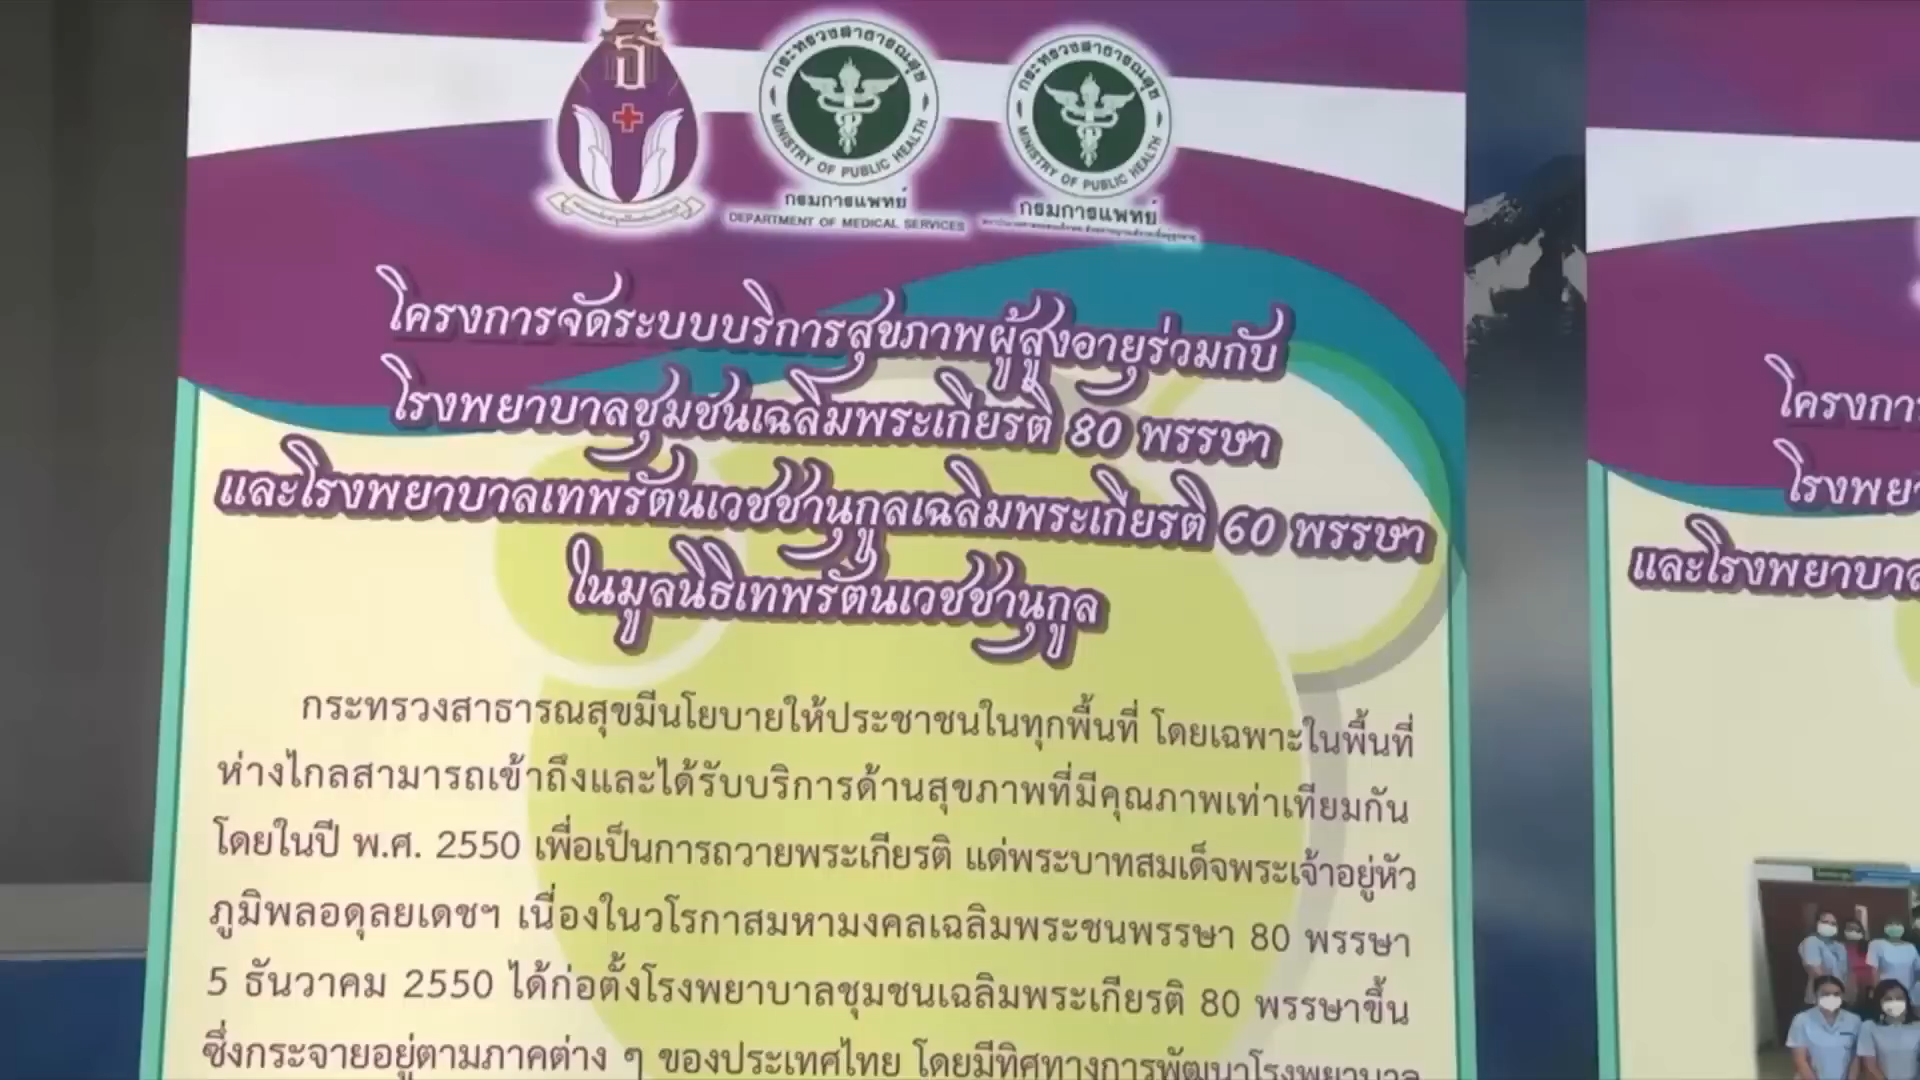 กระทรวงสาธารณสุข
MINISTRY OF PUBLIC HEALTH
กรมการแพทย์
DEPARTMENT OF MEDICAL SERVICES
กระทรวงสาธารณสุข
MINISTRY OF PUBLIC HEALTH
กรมการแพทย์
โครงการจัดระบบบริการสุขภาพผู้สูงอายุร่วมกับ
โรงพยาบาลชุมชนเฉลิมพระเกียรติ 80 พรรษา
และโรงพยาบาลเทพรัตนเวชชานุกูลเฉลิมพระเกียรติ 60 พรรษา
ในมูลนิธิเทพรัตนเวชชานุกูล
กระทรวงสาธารณสุขมีนโยบายให้ประชาชนในทุกพื้นที่ โดยเฉพาะในพื้นที่
ห่างไกลสามารถเข้าถึงและได้รับบริการด้านสุขภาพที่มีคุณภาพเท่าเทียมกัน
โดยในปี พ.ศ. 2550 เพื่อเป็นการถวายพระเกียรติ แด่พระบาทสมเด็จพระเจ้าอยู่หัว
ภูมิพลอดุลยเดชฯ เนื่องในวโรกาสมหามงคลเฉลิมพระชนพรรษา 80 พรรษา
5 ธันวาคม 2550 ได้ก่อตั้งโรงพยาบาลชุมชนเฉลิมพระเกียรติ 80 พรรษาขึ้น
ซึ่งกระจายอยู่ตามภาคต่าง ๆ ของประเทศไทย โดยมีทิศทางการพัฒนาโรงพยาบาล
โครงกา
โรงพยา
และโรงพยาบาล